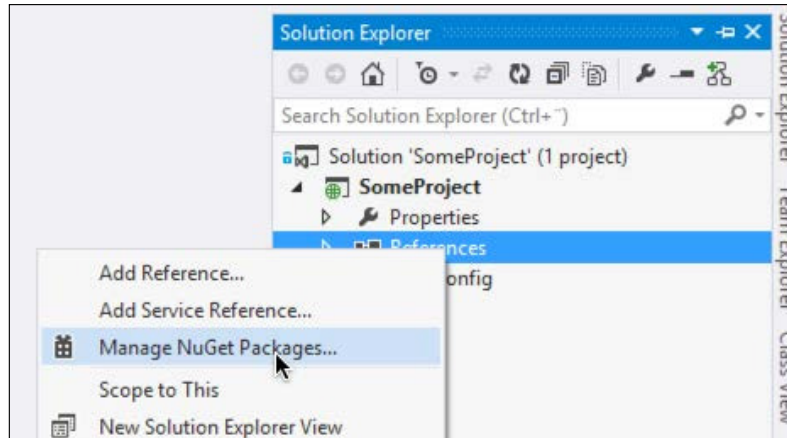 Solution Explorer
Search Solution Explorer (Ctrl+¨)
Solution 'SomeProject' (1 project)
SomeProject
Properties
References
onfig
Add Reference...
Add Service Reference...
Manage NuGet Packages...
Scope to This
New Solution Explorer View
Solution Explorer
Team Explorer
Class View